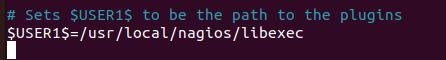 # Sets $USER1$ to be the path to the plugins
$USER1$=/usr/local/nagios/libexec